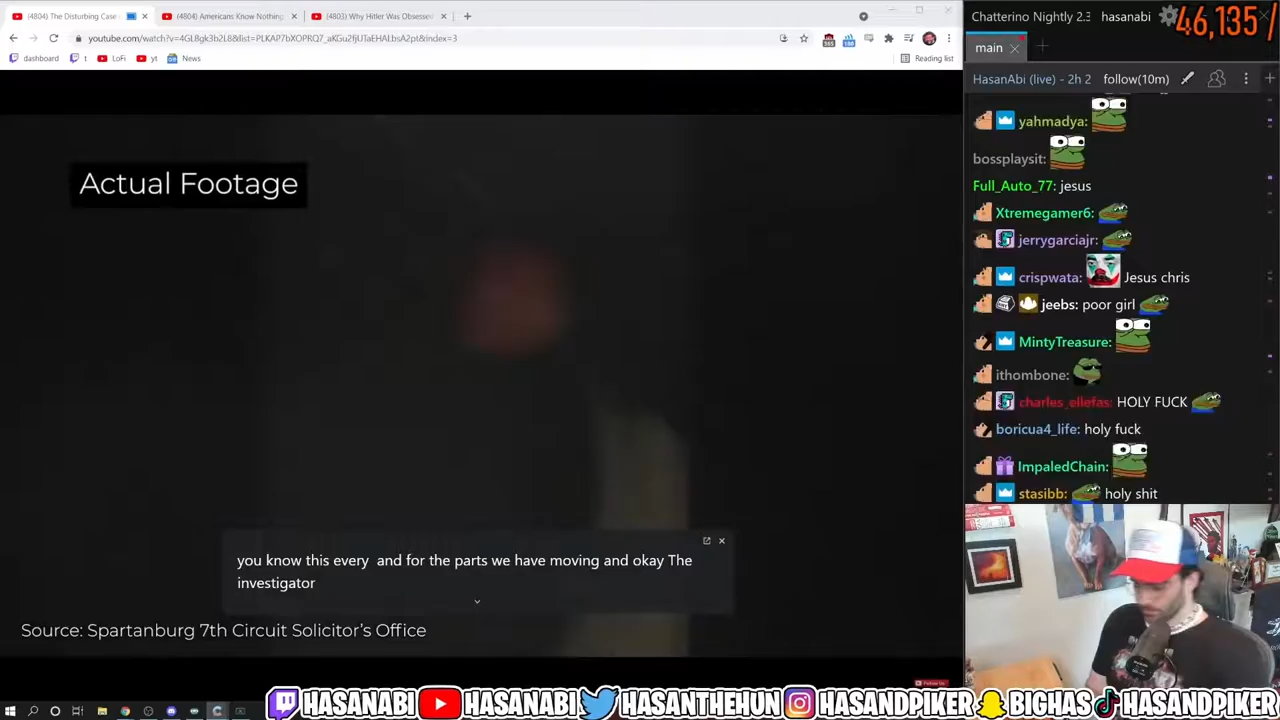 (4804) The Disturbing Case
(4804) Americans Know Nothing
(4803) Why Hitler Was Obsessed
youtube.com/watch?v=4GL8gk3b2L8&list=PLKAP7bXOPRQ7_aKGu2fjUTaEHALbsA2pt&index=3
dashboard
t
LoFi
yt
News
Reading list
Actual Footage
you know this every and for the parts we have moving and okay The
investigator
Source: Spartanburg 7th Circuit Solicitor's Office
Chatterino Nightly 2.3
hasanabi
46,135 /
main
HasanAbi (live) - 2h 2
follow(10m)
yahmadya:
bossplaysit:
Full_Auto_77: jesus
Xtremegamer6:
jerrygarciajr:
crispwata: Jesus chris
jeebs: poor girl
MintyTreasure:
ithombone:
charles_ellefas: HOLY FUCK
boricua4_life: holy fuck
ImpaledChain:
stasibb: holy shit
HASANABI
HASANABI
HASANTHEHUN
HASANDPIKER
BIGHAS
HASANDPIKER